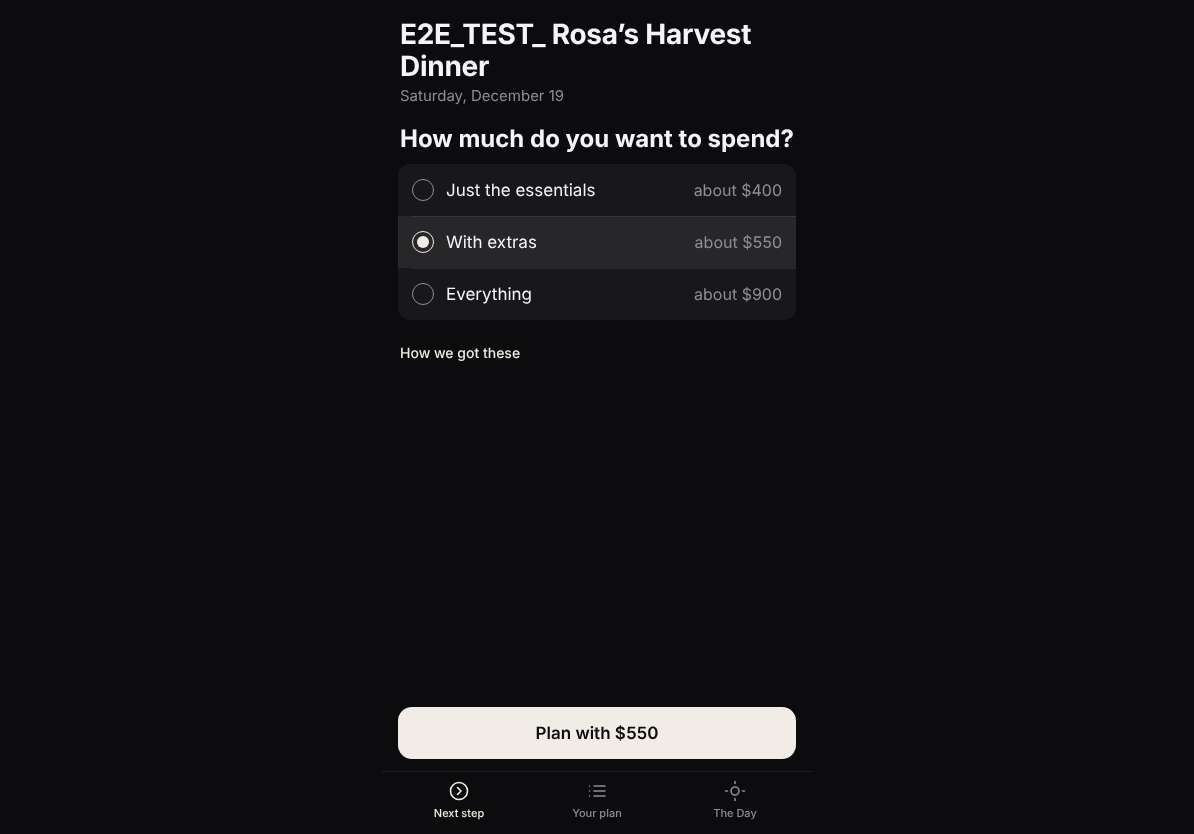 E2E_TEST_ Rosa’s Harvest
Dinner
Saturday, December 19
How much do you want to spend?
Just the essentials about $400
With extras about $550
Everything about $900
How we got these
Plan with $550
Next step Your plan The Day